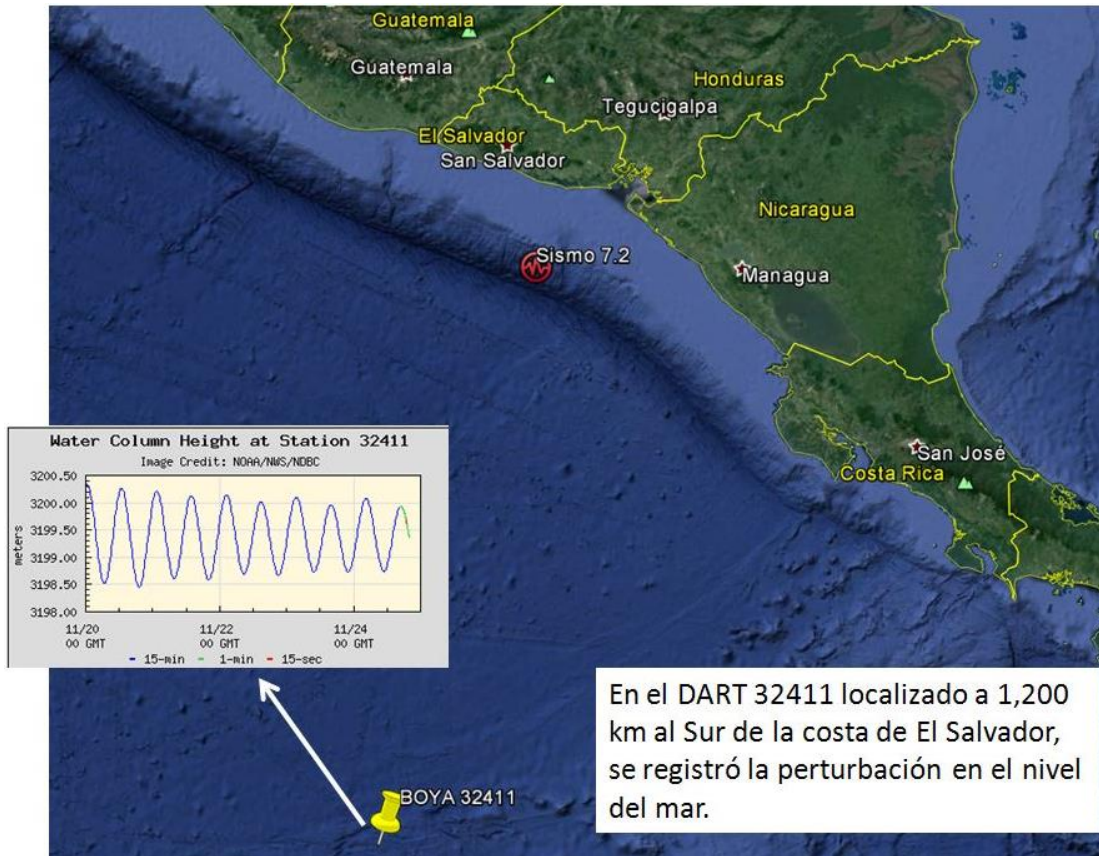 Guatemala
Guatemala
Honduras
Tegucigalpa
El Salvador
San Salvador
Nicaragua
Sismo 7.2
Managua
San José
Costa Rica
Water Column Height at Station 32411
Image Credit: NOAA/NWS/NDBC
3200.50
3200.00
3199.50
3199.00
3198.50
3198.00
meters
11/20 11/22 11/24
00 GMT 00 GMT 00 GMT
15-min 1-min 15-sec
BOYA 32411
En el DART 32411 localizado a 1,200
km al Sur de la costa de El Salvador,
se registró la perturbación en el nivel
del mar.